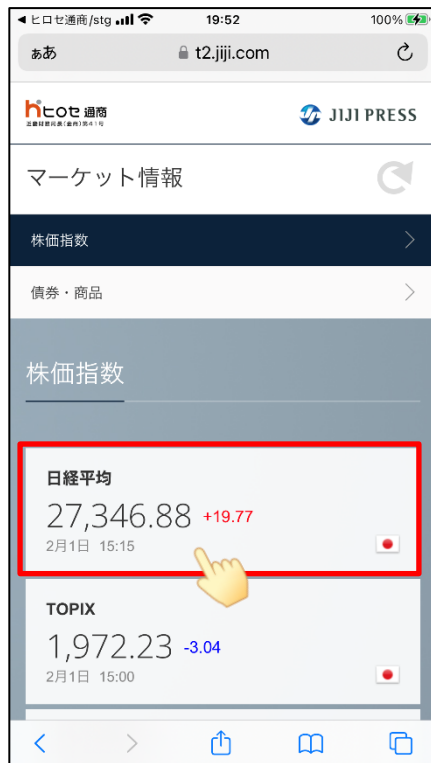 ◀ ヒロセ通商/stg 19:52 100%
ぁあ t2.jiji.com
ヒロセ 通商 JIJI PRESS
マーケット情報
株価指数
債券・商品
株価指数
日経平均
27,346.88 +19.77
2月1日 15:15
TOPIX
1,972.23 -3.04
2月1日 15:00